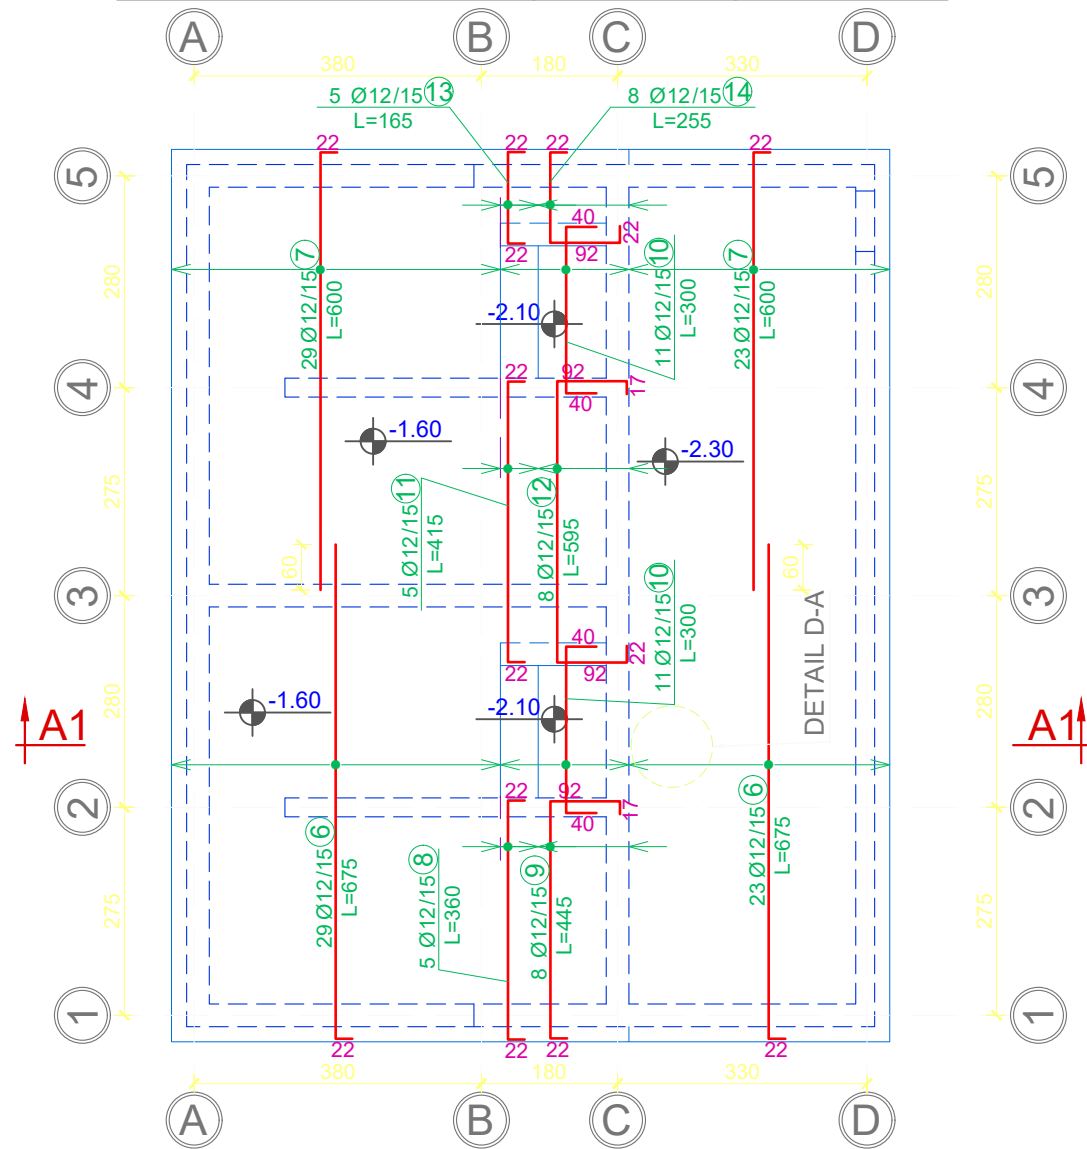 A B C D
380 180 330
5 Ø12/15 13
L=165
8 Ø12/15 14
L=255
22 22 22 22
5 5
40
22
22 92
29 Ø12/15 7
L=600
11 Ø12/15 10
L=300
23 Ø12/15 7
L=600
280 280
-2.10
22 92
17
40
4 4
-1.60
-2.30
275 275
5 Ø12/15 11
L=415
8 Ø12/15 12
L=595
60 60
3 3
11 Ø12/15 10
L=300
DETAIL D-A
40
22
22 92
280 280
-1.60
-2.10
A1 A1
22 92
17
40
2 2
29 Ø12/15 6
L=675
5 Ø12/15 8
L=360
8 Ø12/15 9
L=445
23 Ø12/15 6
L=675
275 275
1 1
22 22 22 22
380 180 330
A B C D